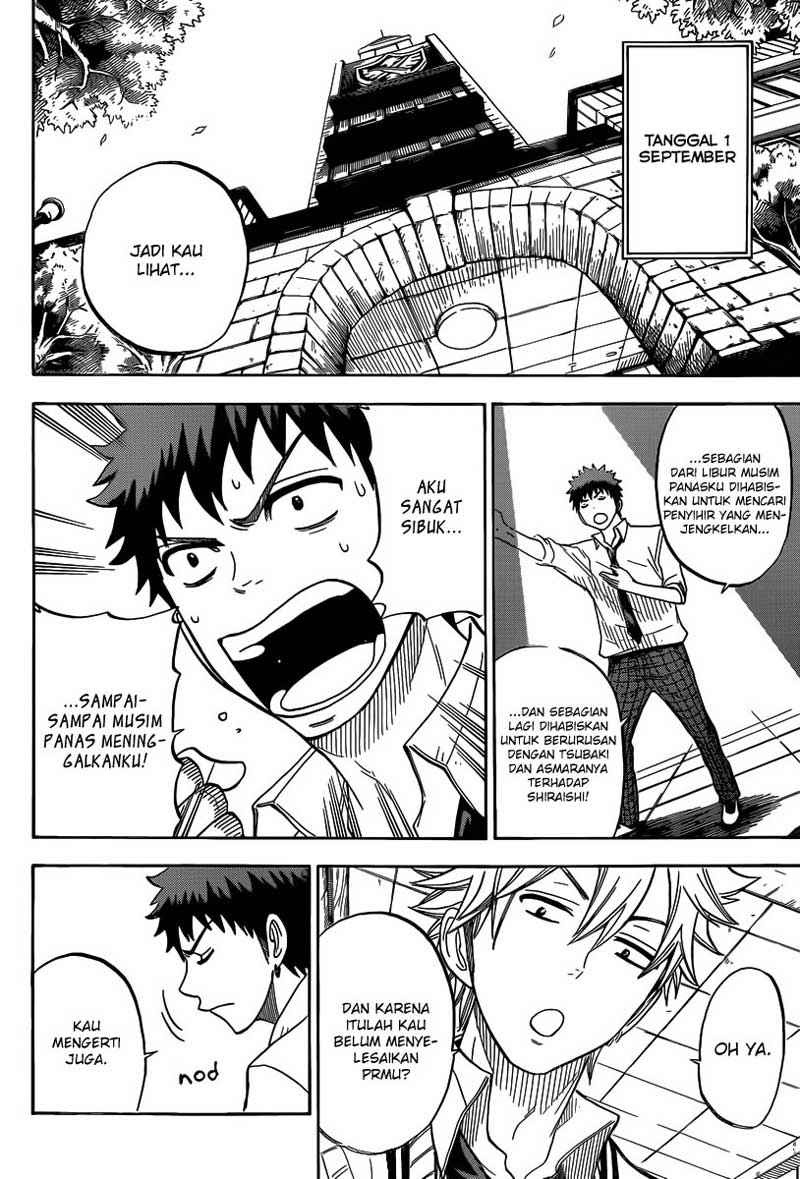 TANGGAL 1
SEPTEMBER
JADI KAU
LIHAT...
...SEBAGIAN
DARI LIBUR MUSIM
PANASKU DIHABIS-
KAN UNTUK MENCARI
PENYIHIR YANG MEN-
JENGKELKAN...
...DAN SEBAGIAN
LAGI DIHABISKAN
UNTUK BERURUSAN
DENGAN TSUBAKI
DAN ASMARANYA
TERHADAP
SHIRAISHI!
AKU
SANGAT
SIBUK...
...SAMPAI-
SAMPAI MUSIM
PANAS MENING-
GALKANKU!
OH YA.
DAN KARENA
ITULAH KAU
BELUM MENYE-
LESAIKAN
PRMU?
KAU
MENGERTI
JUGA.
nod